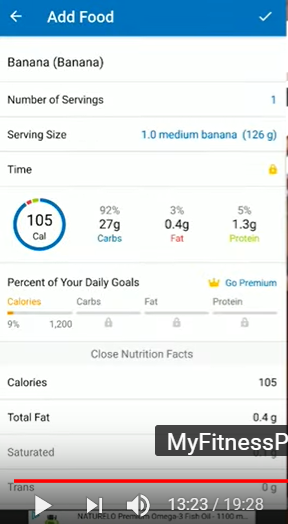 Add Food
Banana (Banana)
Number of Servings 1
Serving Size 1.0 medium banana (126 g)
Time
105 Cal
92% 3% 5%
27g 0.4g 1.3g
Carbs Fat Protein
Percent of Your Daily Goals Go Premium
Calories Carbs Fat Protein
9% 1,200
Close Nutrition Facts
Calories 105
Total Fat 0.4 g
Saturated
MyFitnessP
Trans 0 g
13:23 / 19:28
NATURELO Premium Omega-3 Fish Oil - 1100 m...